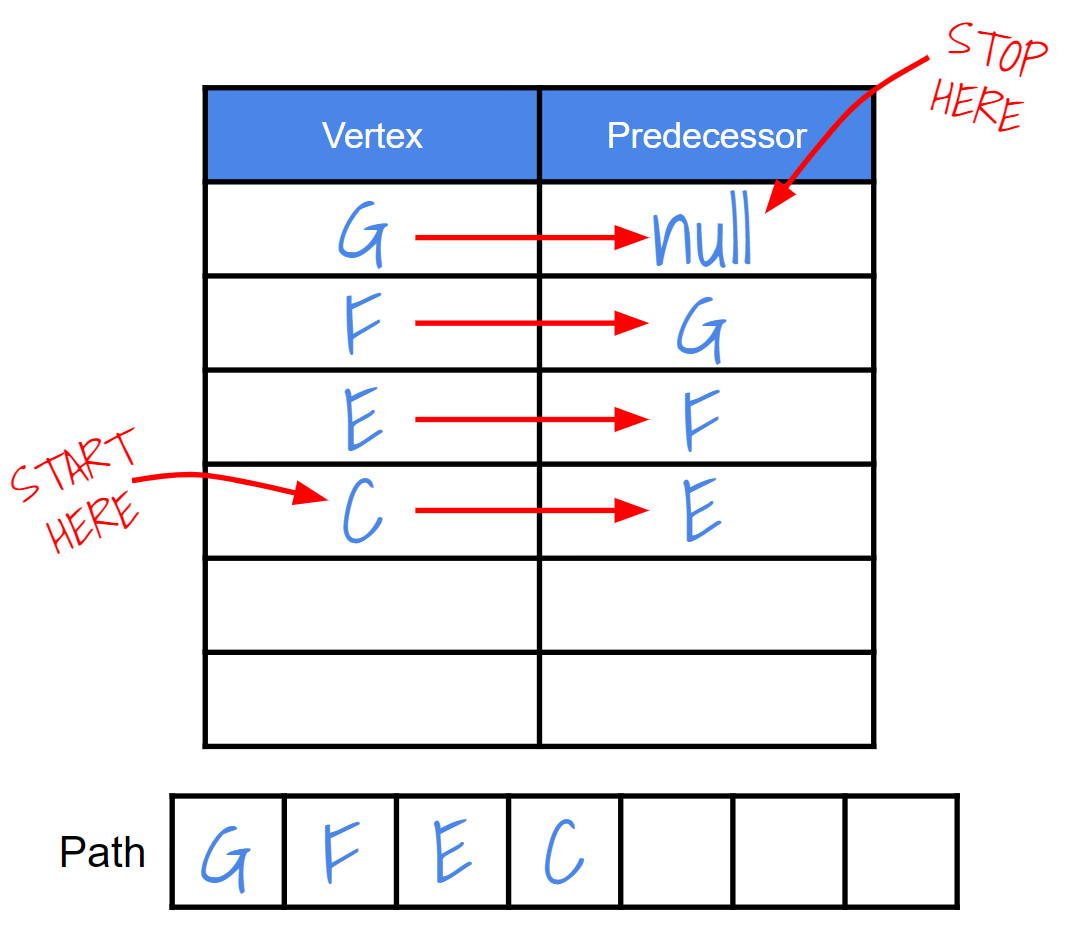 STOP
HERE
Vertex Predecessor
G null
F G
E F
START
HERE
C E
Path G F E C